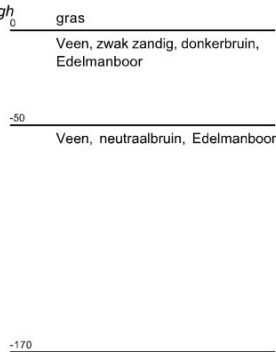 gh
0 gras
Veen, zwak zandig, donkerbruin,
Edelmanboor
-50
Veen, neutraalbruin, Edelmanboor
-170